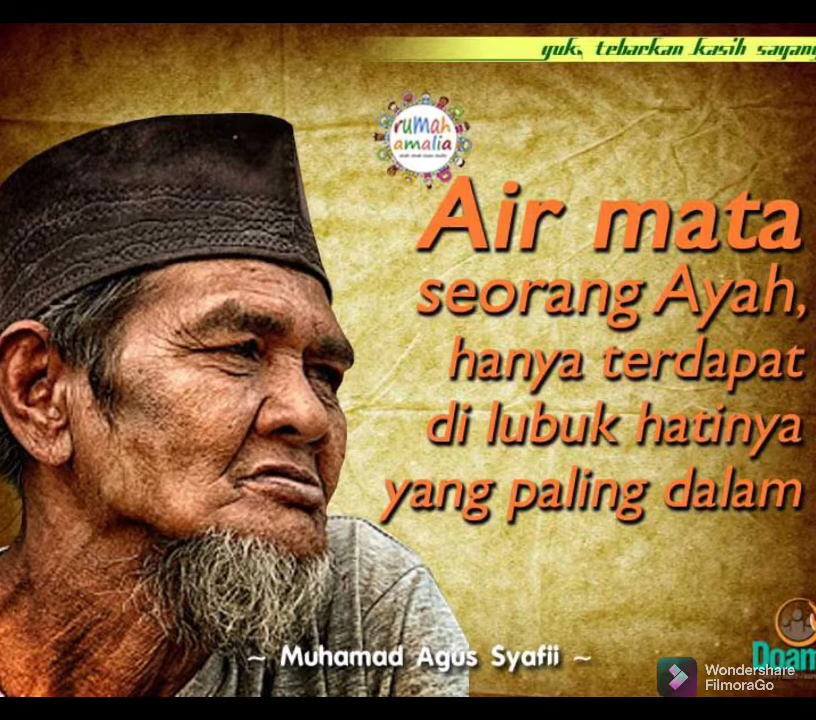 yuk, tebarkan kasih sayang
rumah
amalia
Air mata
seorang Ayah,
hanya terdapat
di lubuk hatinya
yang paling dalam
~ Muhamad Agus Syafii ~
Doam
Wondershare
FilmoraGo